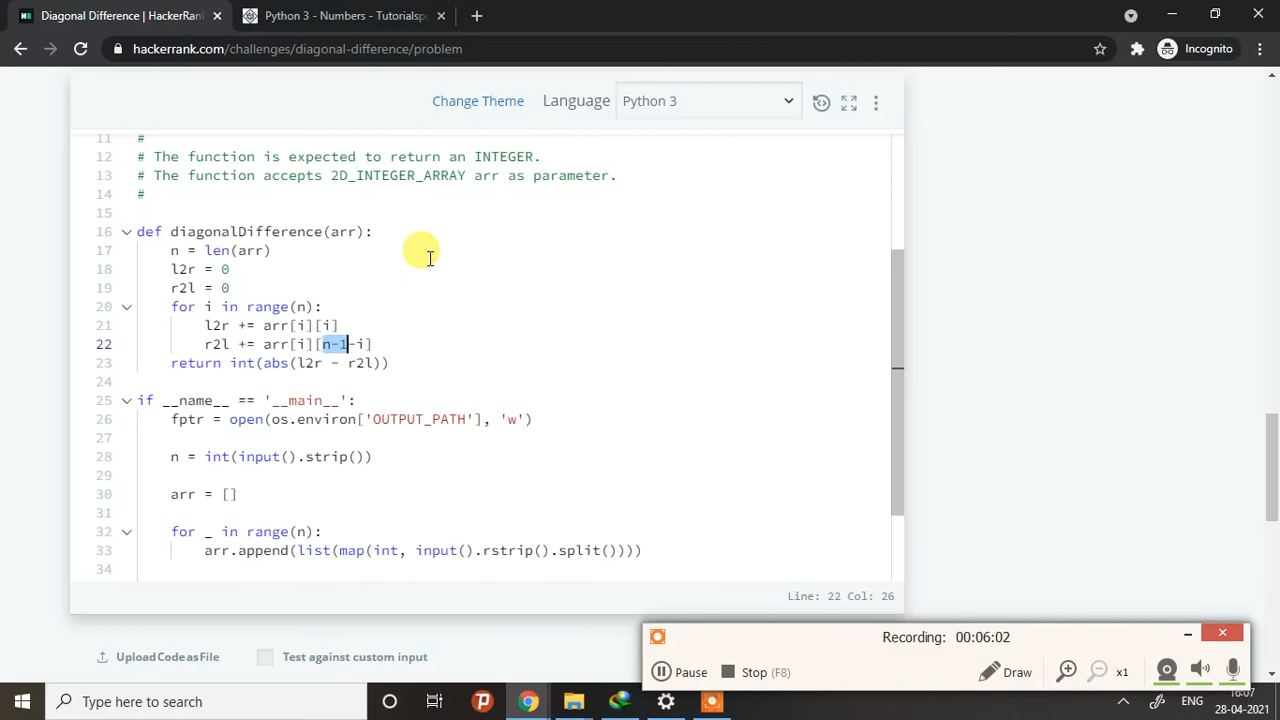 Diagonal Difference | HackerRank
Python 3 - Numbers - Tutorialsp
hackerrank.com/challenges/diagonal-difference/problem
Incognito
Change Theme
Language
Python 3
11 #
12 # The function is expected to return an INTEGER.
13 # The function accepts 2D_INTEGER_ARRAY arr as parameter.
14 #
15
16 def diagonalDifference(arr):
17 n = len(arr)
18 l2r = 0
19 r2l = 0
20 for i in range(n):
21 l2r += arr[i][i]
22 r2l += arr[i][n-1-i]
23 return int(abs(l2r - r2l))
24
25 if __name__ == '__main__':
26 fptr = open(os.environ['OUTPUT_PATH'], 'w')
27
28 n = int(input().strip())
29
30 arr = []
31
32 for _ in range(n):
33 arr.append(list(map(int, input().rstrip().split())))
34
Line: 22 Col: 26
Upload Code as File
Test against custom input
Recording: 00:06:02
Pause
Stop (F8)
Draw
x1
Type here to search
ENG
16:07
28-04-2021